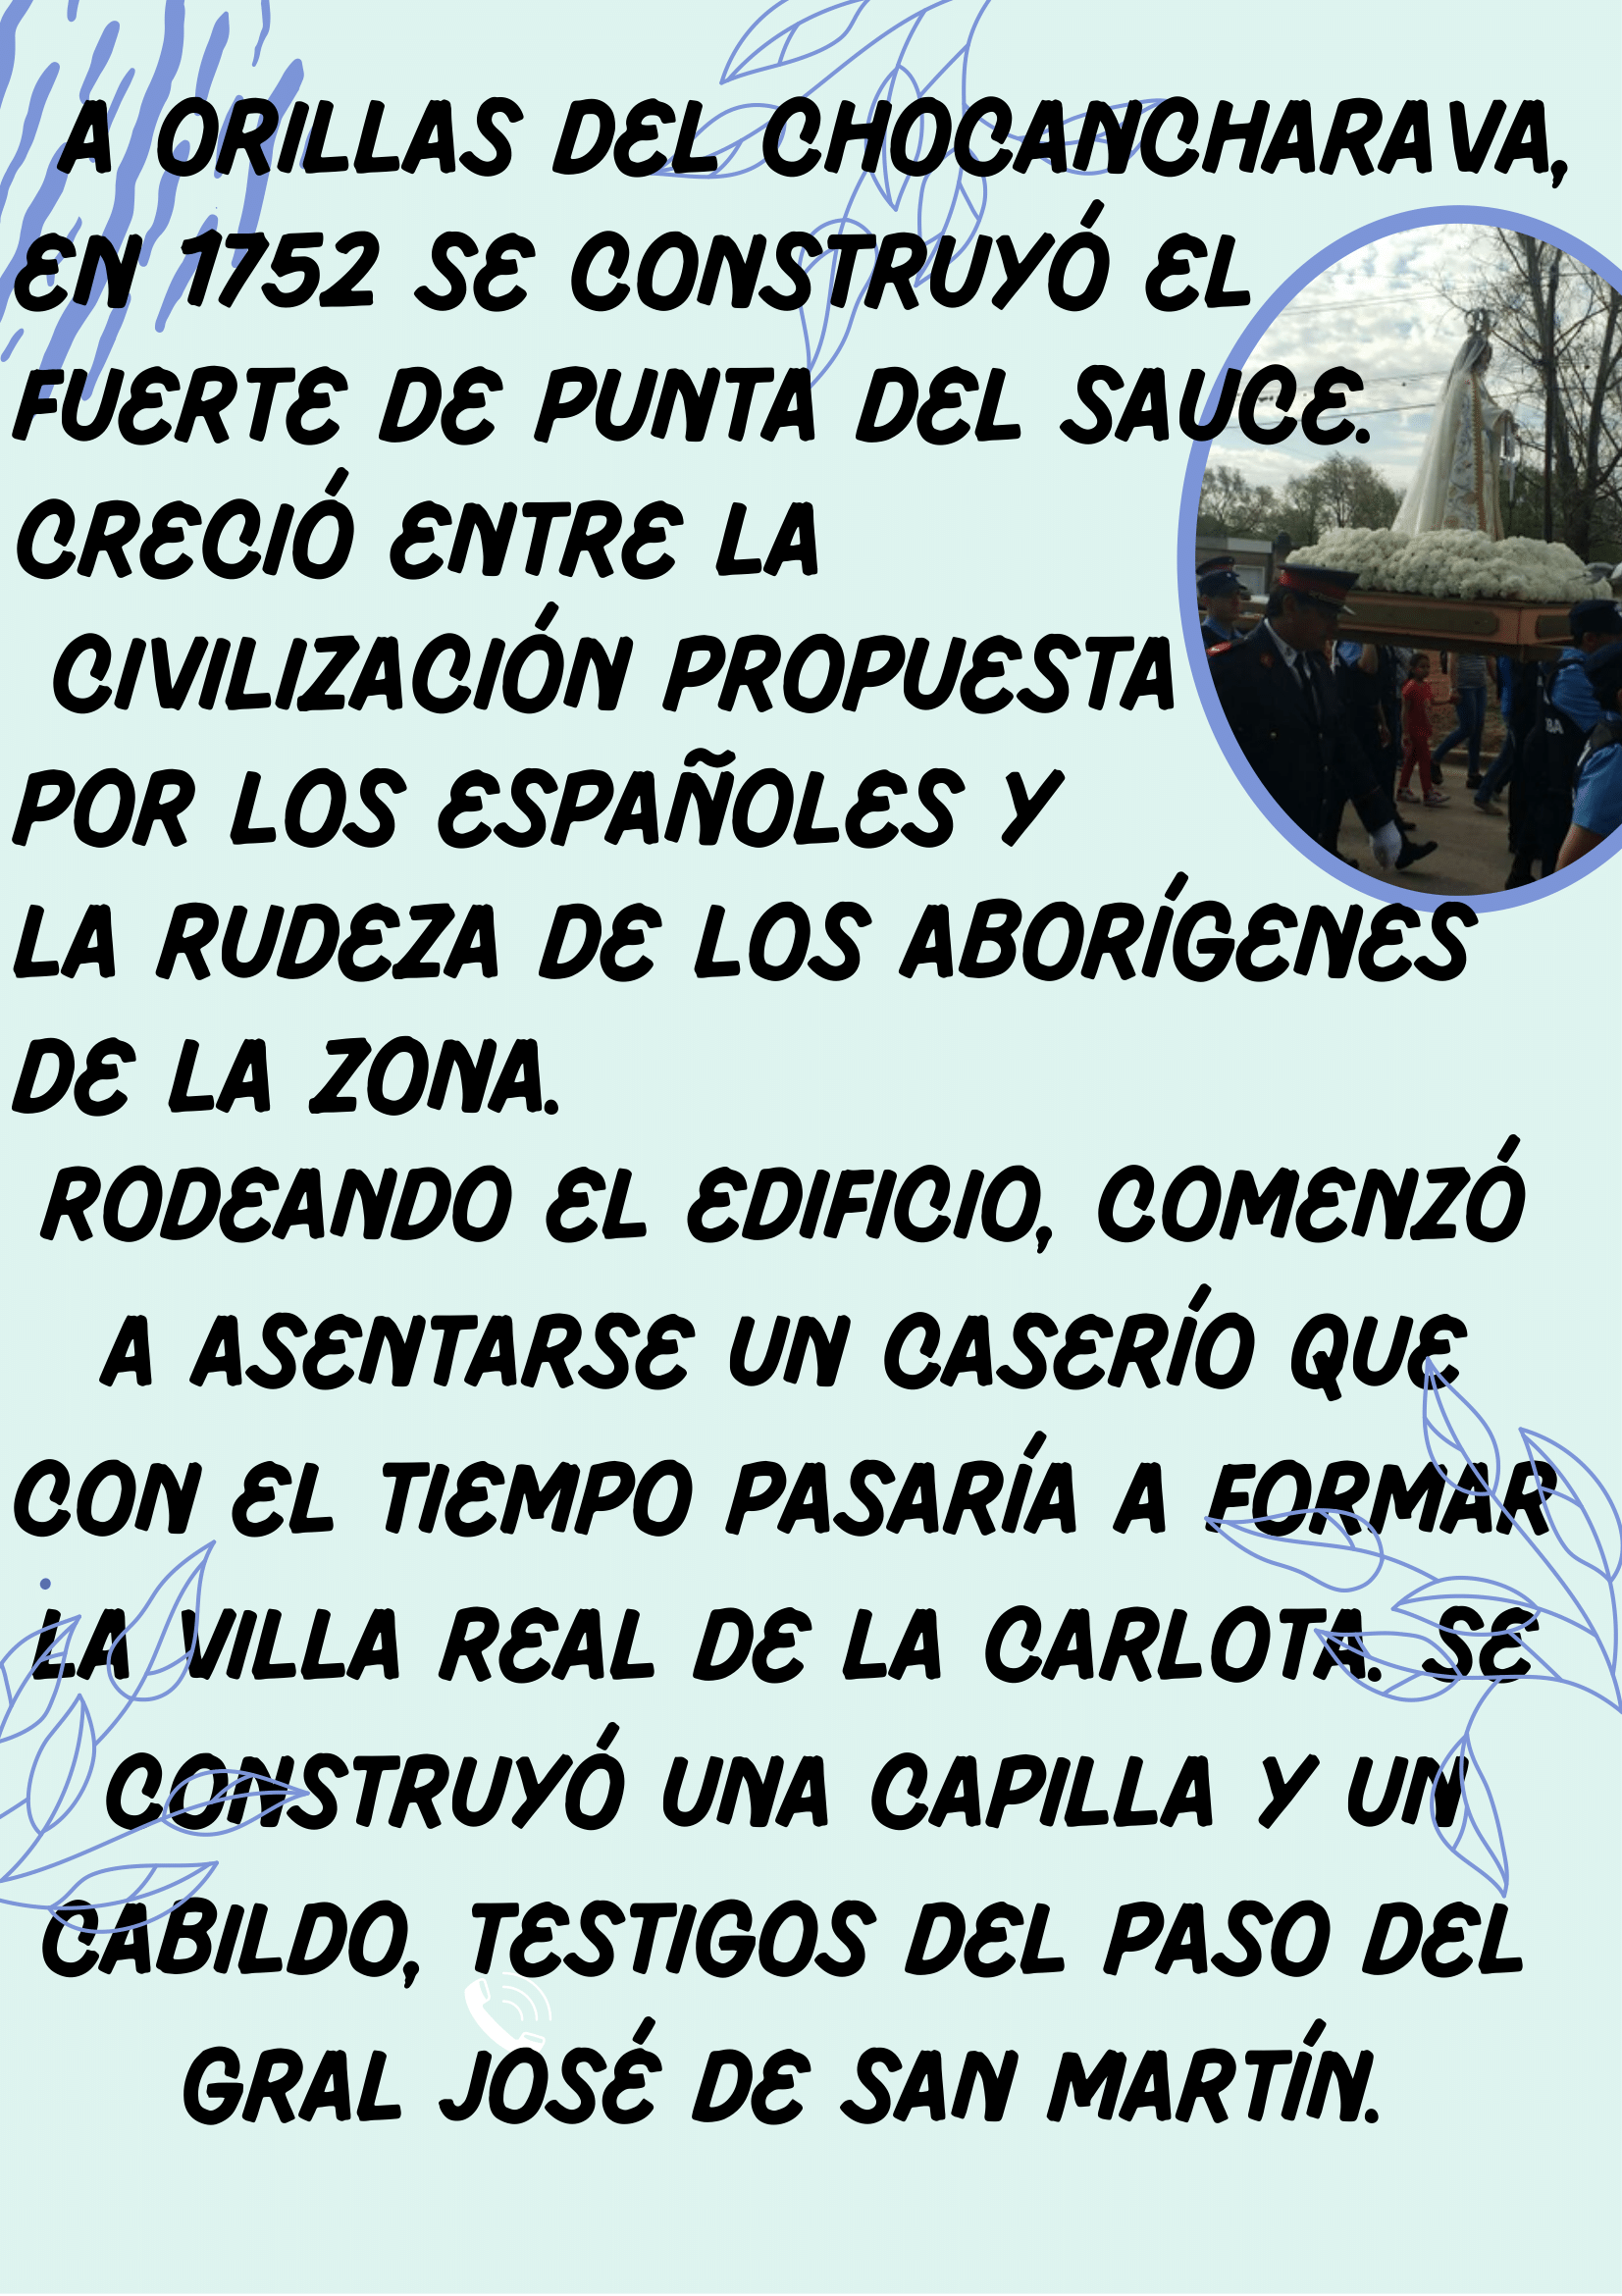 A ORILLAS DEL CHOCANCHARAVA,
EN 1752 SE CONSTRUYÓ EL
FUERTE DE PUNTA DEL SAUCE.
CRECIÓ ENTRE LA
CIVILIZACIÓN PROPUESTA
POR LOS ESPAÑOLES Y
LA RUDEZA DE LOS ABORÍGENES
DE LA ZONA.
RODEANDO EL EDIFICIO, COMENZÓ
A ASENTARSE UN CASERÍO QUE
CON EL TIEMPO PASARÍA A FORMAR
LA VILLA REAL DE LA CARLOTA. SE
CONSTRUYÓ UNA CAPILLA Y UN
CABILDO, TESTIGOS DEL PASO DEL
GRAL JOSÉ DE SAN MARTÍN.